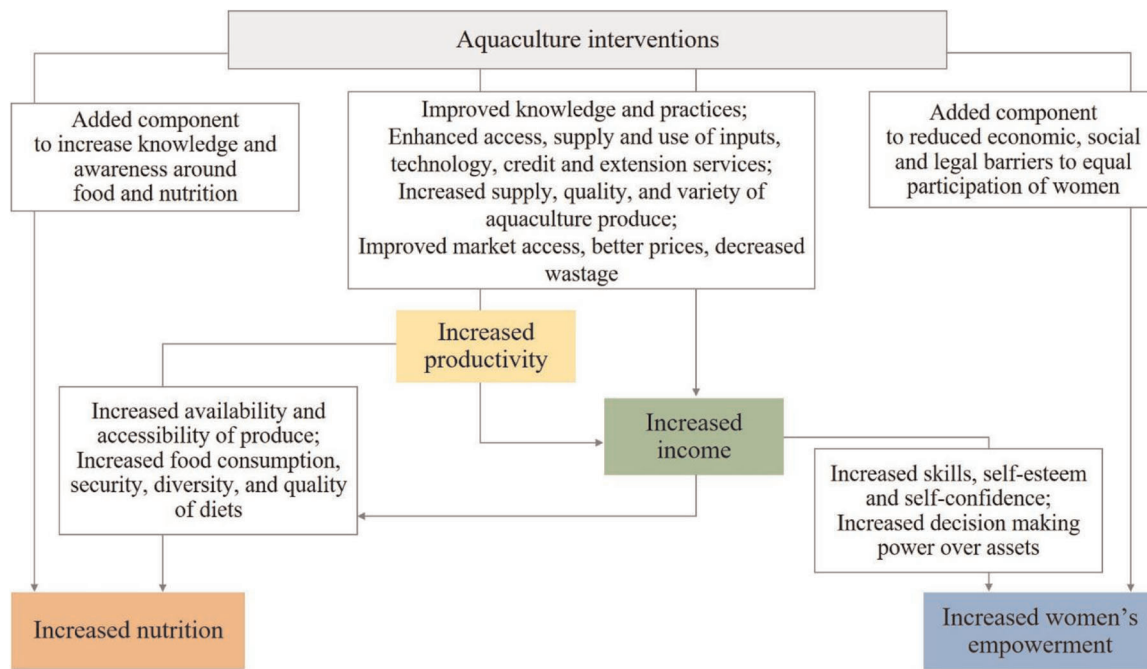 Aquaculture interventions
Added component
to increase knowledge and
awareness around
food and nutrition
Improved knowledge and practices;
Enhanced access, supply and use of inputs,
technology, credit and extension services;
Increased supply, quality, and variety of
aquaculture produce;
Improved market access, better prices, decreased
wastage
Added component
to reduced economic, social
and legal barriers to equal
participation of women
Increased
productivity
Increased availability and
accessibility of produce;
Increased food consumption,
security, diversity, and quality
of diets
Increased
income
Increased skills, self-esteem
and self-confidence;
Increased decision making
power over assets
Increased nutrition
Increased women’s
empowerment